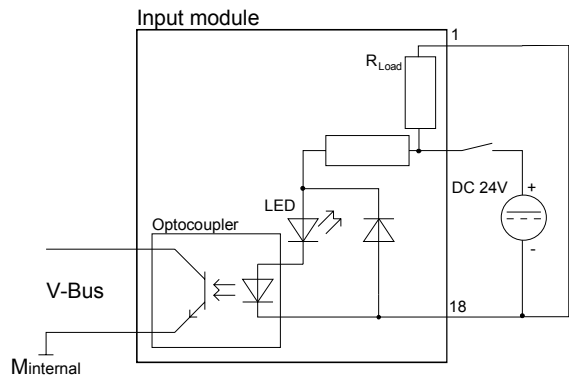 Input module
1
RLoad
DC 24V
+
LED
Optocoupler
-
V-Bus
18
Minternal